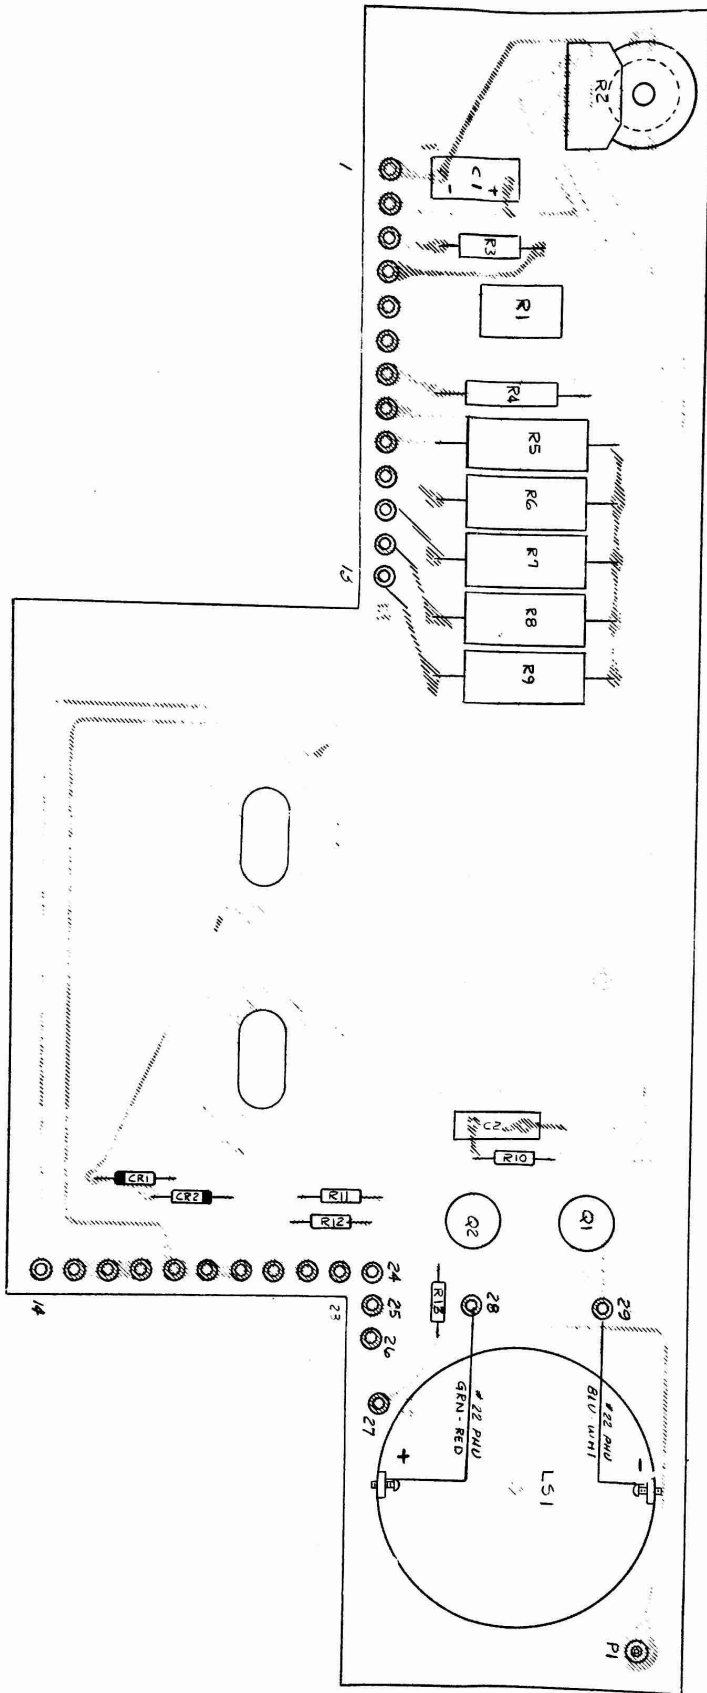 R2
1
C1
- +
R3
R1
R4
R5
R6
R7
13
R8
R9
C2
R10
CR1
CR2
R11
R12
Q2
Q1
R13
14
23
24
25
26
27
28
29
#22 PHU
GRN-RED
#22 PHU
BLU-WHI
+
-
LS1
P1